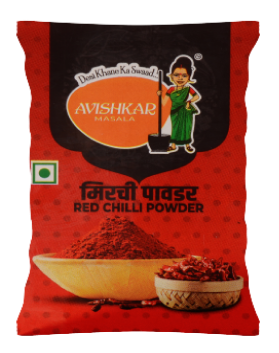 Desi Khane Ka Swaad!
AVISHKAR
MASALA
मिरची पावडर
RED CHILLI POWDER